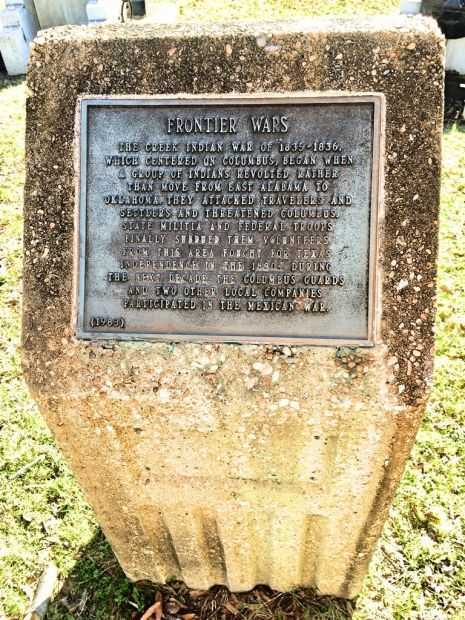 FRONTIER WARS
THE CREEK INDIAN WAR OF 1835-1836,
WHICH CENTERED ON COLUMBUS, BEGAN WHEN
A GROUP OF INDIANS REVOLTED RATHER
THAN MOVE FROM EAST ALABAMA TO
OKLAHOMA. THEY ATTACKED TRAVELERS AND
SETTLERS AND THREATENED COLUMBUS.
STATE MILITIA AND FEDERAL TROOPS
FINALLY SUBDUED THEM. VOLUNTEERS
FROM THIS AREA FOUGHT FOR TEXAS
INDEPENDENCE IN THE 1830s. DURING
THE NEXT DECADE THE COLUMBUS GUARDS
AND TWO OTHER LOCAL COMPANIES
PARTICIPATED IN THE MEXICAN WAR.
(1983)